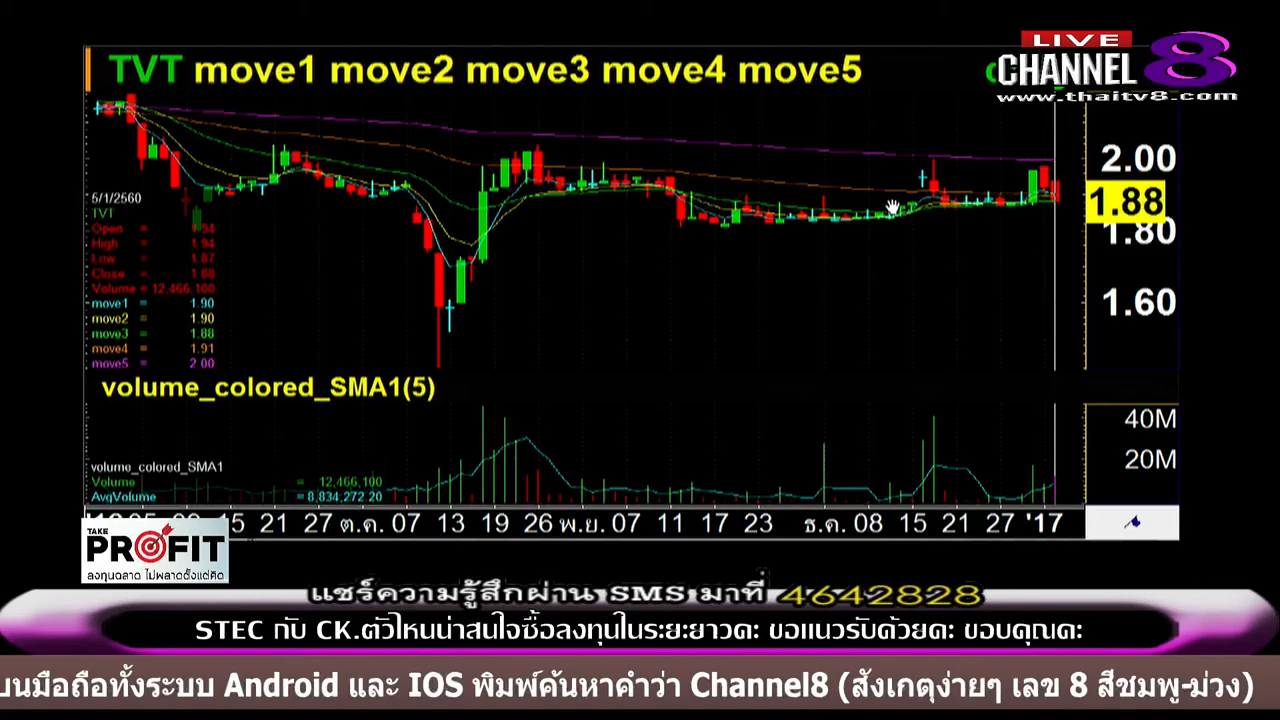 LIVE
CHANNEL 8
www.thaitv8.com
TVT move1 move2 move3 move4 move5
2.00
1.88
1.80
1.60
5/1/2560
TVT
Open = 1.94
High = 1.94
Low = 1.87
Close = 1.88
Volume = 12,466,100
move1 = 1.90
move2 = 1.90
move3 = 1.88
move4 = 1.91
move5 = 2.00
volume_colored_SMA1(5)
40M
20M
volume_colored_SMA1
Volume = 12,466,100
AvgVolume = 8,834,272.20
15 21 27 ต.ค. 07 13 19 26 พ.ย. 07 11 17 23 ธ.ค. 08 15 21 27 '17
TAKE
PROFIT
ลงทุนฉลาด ไม่พลาดตั้งแต่คิด
แชร์ความรู้สึกผ่าน SMS มาที่ 4642828
STEC กับ CK.ตัวไหนน่าสนใจซื้อลงทุนในระยะยาวคะ ขอแนวรับด้วยคะ ขอบคุณคะ
บนมือถือทั้งระบบ Android และ IOS พิมพ์ค้นหาคำว่า Channel8 (สังเกตุง่ายๆ เลข 8 สีชมพู-ม่วง)